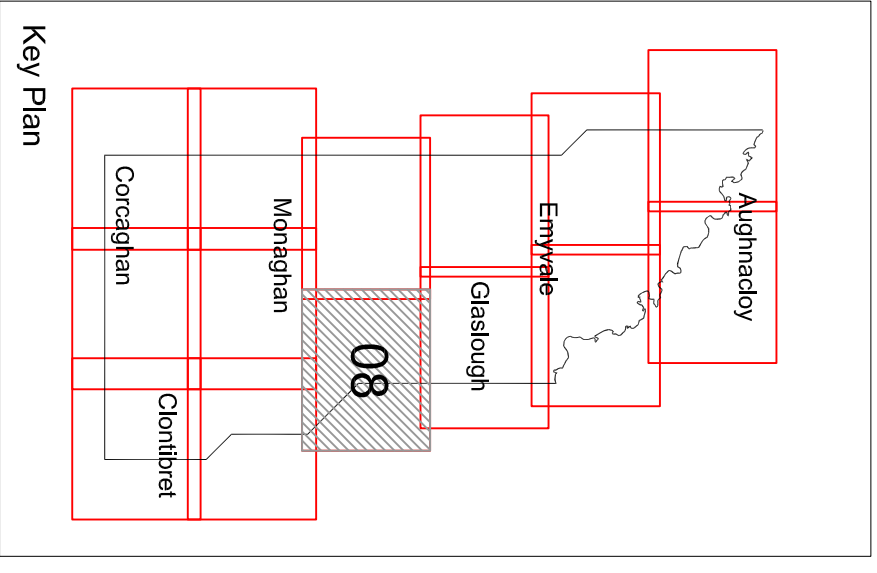 Aughnacloy
Emyvale
Glaslough
08
Monaghan
Clontibret
Corcaghan
Key Plan